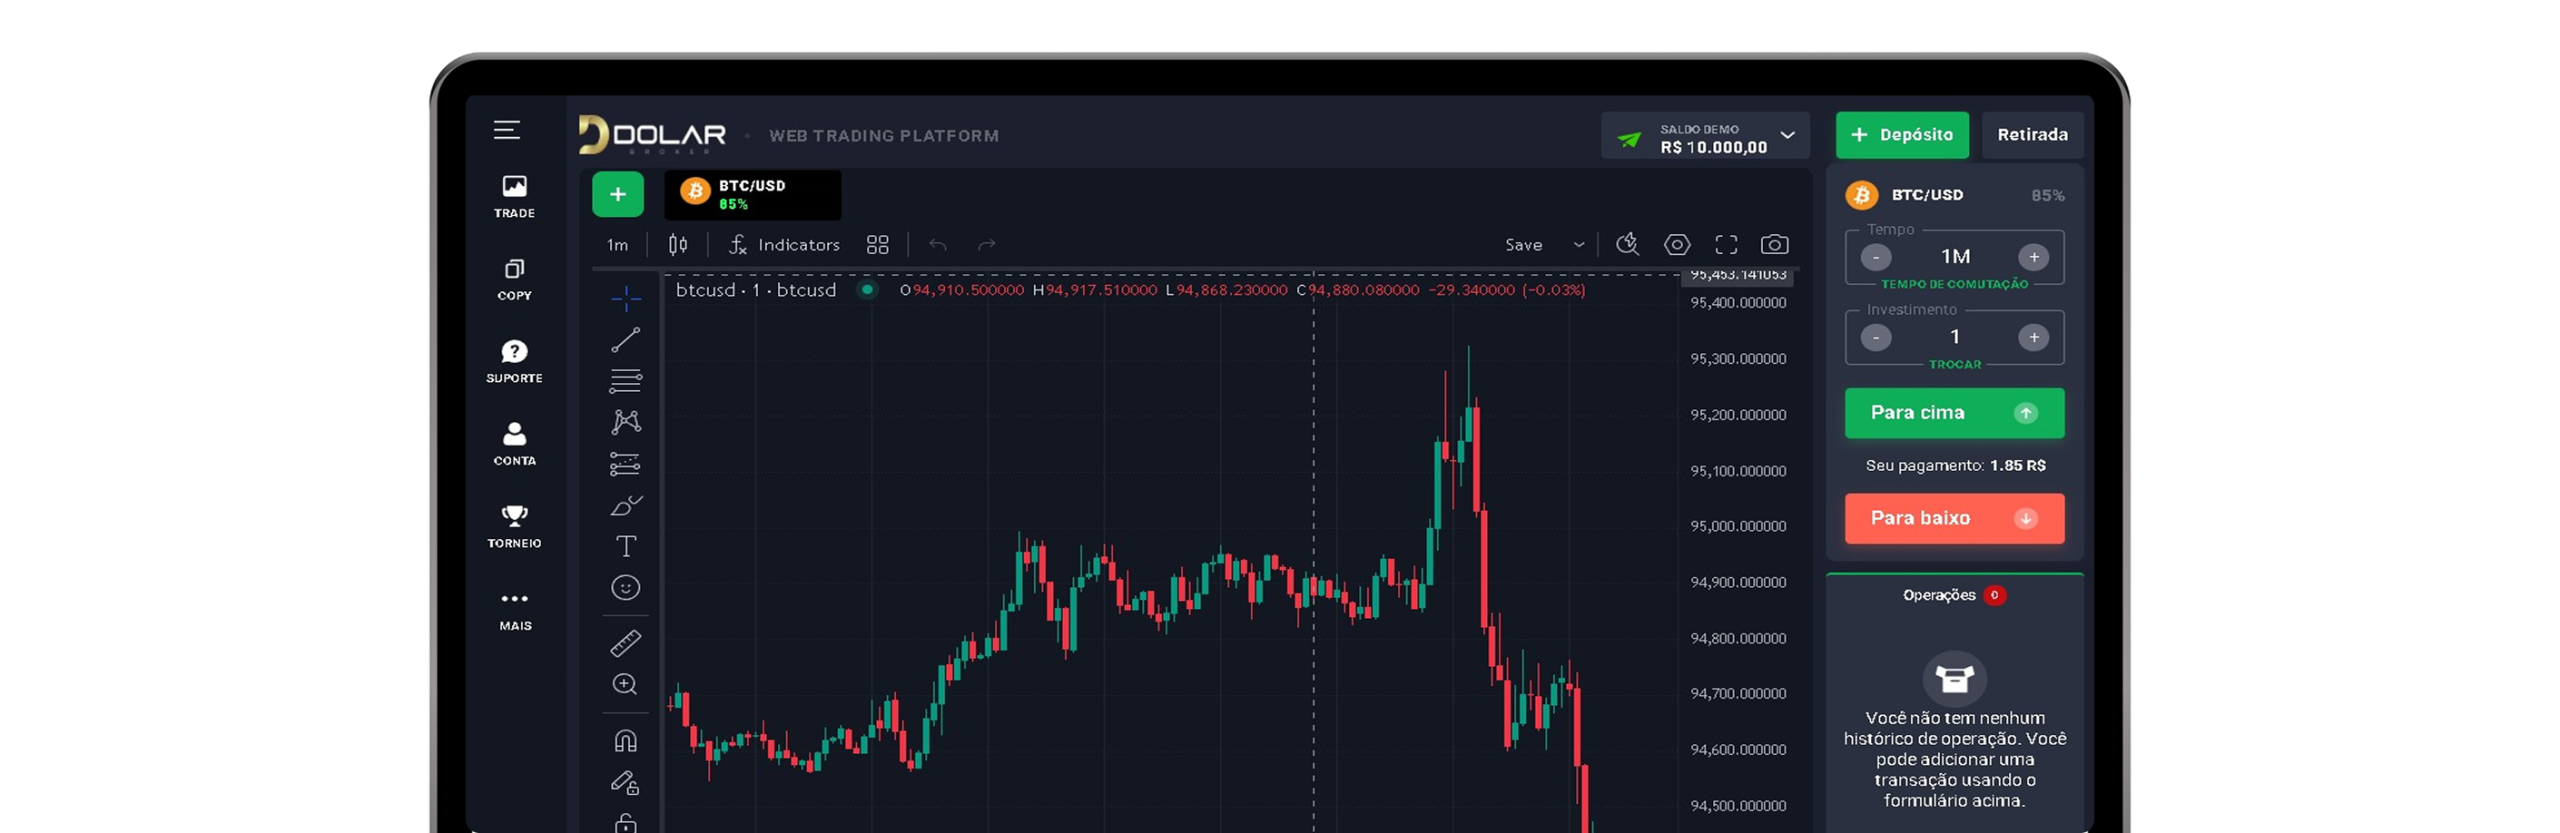 DOLAR
BROKER
WEB TRADING PLATFORM
SALDO DEMO
R$ 10.000,00
+ Depósito
Retirada
TRADE
COPY
SUPORTE
CONTA
TORNEIO
MAIS
+
BTC/USD
85%
1m
Indicators
Save
btcusd · 1 · btcusd
O94,910.500000 H94,917.510000 L94,868.230000 C94,880.080000 −29.340000 (−0.03%)
95,453.141053
95,400.000000
95,300.000000
95,200.000000
95,100.000000
95,000.000000
94,900.000000
94,800.000000
94,700.000000
94,600.000000
94,500.000000
BTC/USD 85%
Tempo
- 1M +
TEMPO DE COMUTAÇÃO
Investimento
- 1 +
TROCAR
Para cima
Seu pagamento: 1.85 R$
Para baixo
Operações 0
Você não tem nenhum
histórico de operação. Você
pode adicionar uma
transação usando o
formulário acima.